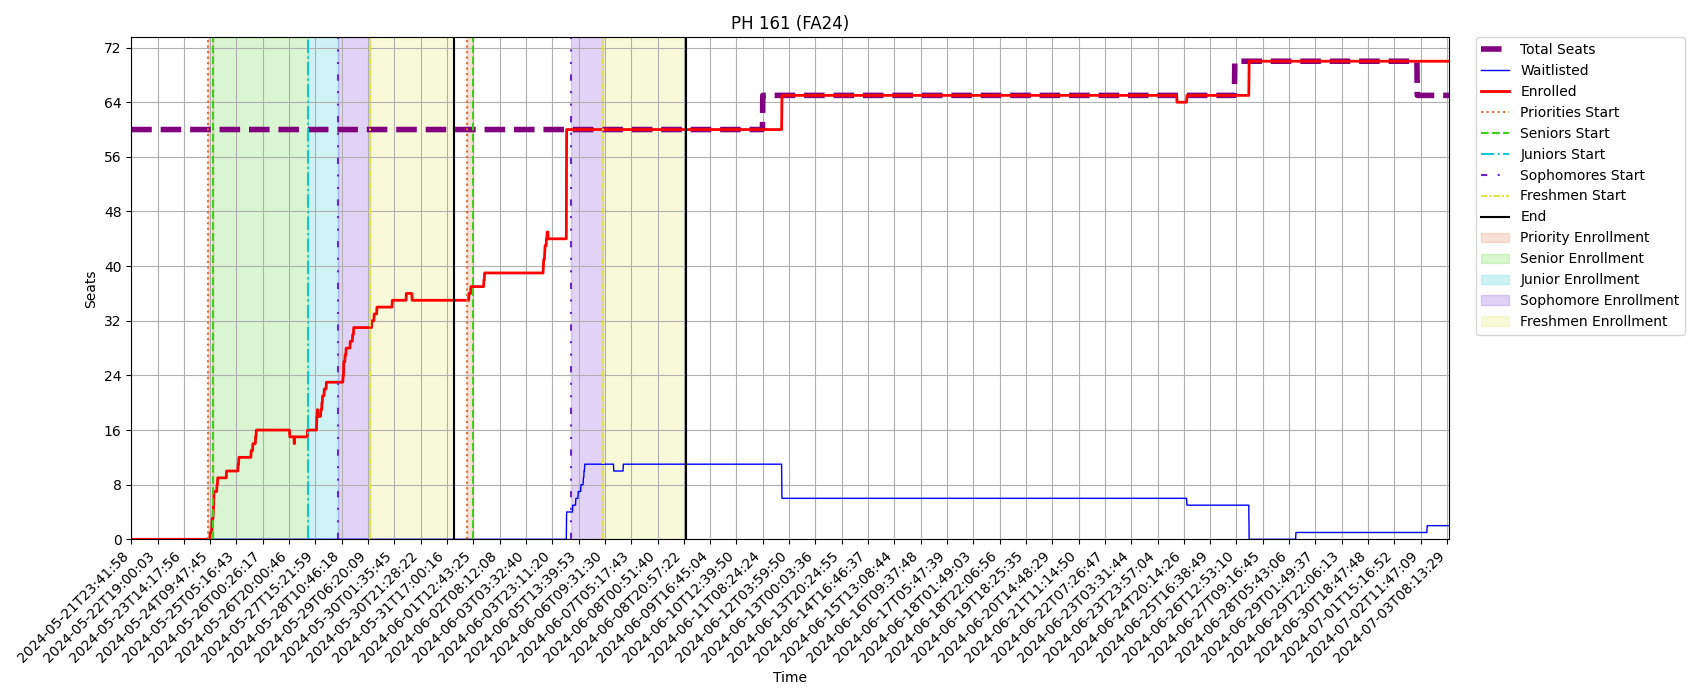 PH 161 (FA24)
Seats
72
64
56
48
40
32
24
16
8
0
2024-05-21T23:41:58
2024-05-22T19:00:03
2024-05-23T14:17:56
2024-05-24T09:47:45
2024-05-25T05:16:43
2024-05-26T00:26:17
2024-05-26T20:00:46
2024-05-27T15:21:59
2024-05-28T10:46:18
2024-05-29T06:20:09
2024-05-30T01:35:45
2024-05-30T21:28:22
2024-05-31T17:00:16
2024-06-01T12:43:25
2024-06-02T08:12:08
2024-06-03T03:32:40
2024-06-03T23:11:20
2024-06-05T13:39:53
2024-06-06T09:31:30
2024-06-07T05:17:43
2024-06-08T00:51:40
2024-06-08T20:57:22
2024-06-09T16:45:04
2024-06-10T12:39:50
2024-06-11T08:24:24
2024-06-12T03:59:50
2024-06-13T00:03:36
2024-06-13T20:24:55
2024-06-14T16:46:37
2024-06-15T13:08:44
2024-06-16T09:37:48
2024-06-17T05:47:39
2024-06-18T01:49:03
2024-06-18T22:06:56
2024-06-19T18:25:35
2024-06-20T14:48:29
2024-06-21T11:14:50
2024-06-22T07:26:47
2024-06-23T03:31:44
2024-06-23T23:57:04
2024-06-24T20:14:26
2024-06-25T16:38:49
2024-06-26T12:53:10
2024-06-27T09:16:45
2024-06-28T05:43:06
2024-06-29T01:49:37
2024-06-29T22:06:13
2024-06-30T18:47:48
2024-07-01T15:16:52
2024-07-02T11:47:09
2024-07-03T08:13:29
Time
Total Seats
Waitlisted
Enrolled
Priorities Start
Seniors Start
Juniors Start
Sophomores Start
Freshmen Start
End
Priority Enrollment
Senior Enrollment
Junior Enrollment
Sophomore Enrollment
Freshmen Enrollment